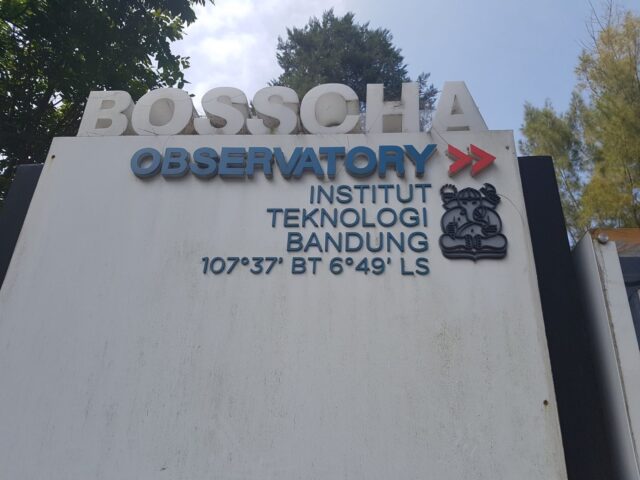 BOSSCHA
OBSERVATORY
INSTITUT
TEKNOLOGI
BANDUNG
107°37' BT 6°49' LS